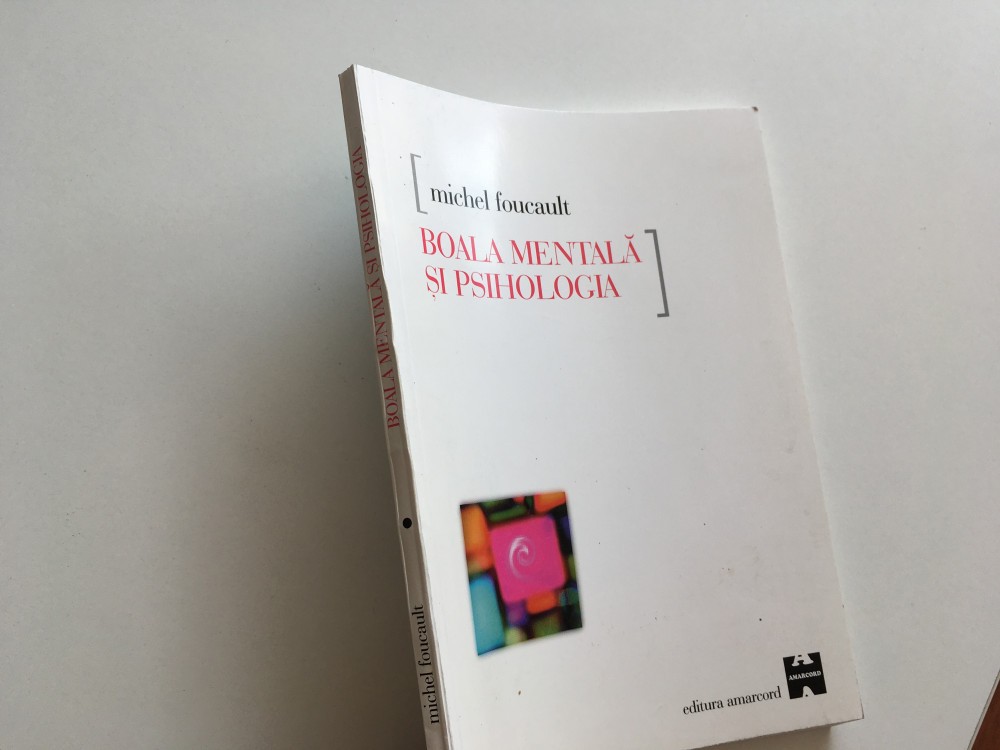 michel foucault
BOALA MENTALĂ
ȘI PSIHOLOGIA
editura amarcord
A
AMARCORD
A
BOALA MENTALĂ ȘI PSIHOLOGIA
michel foucault